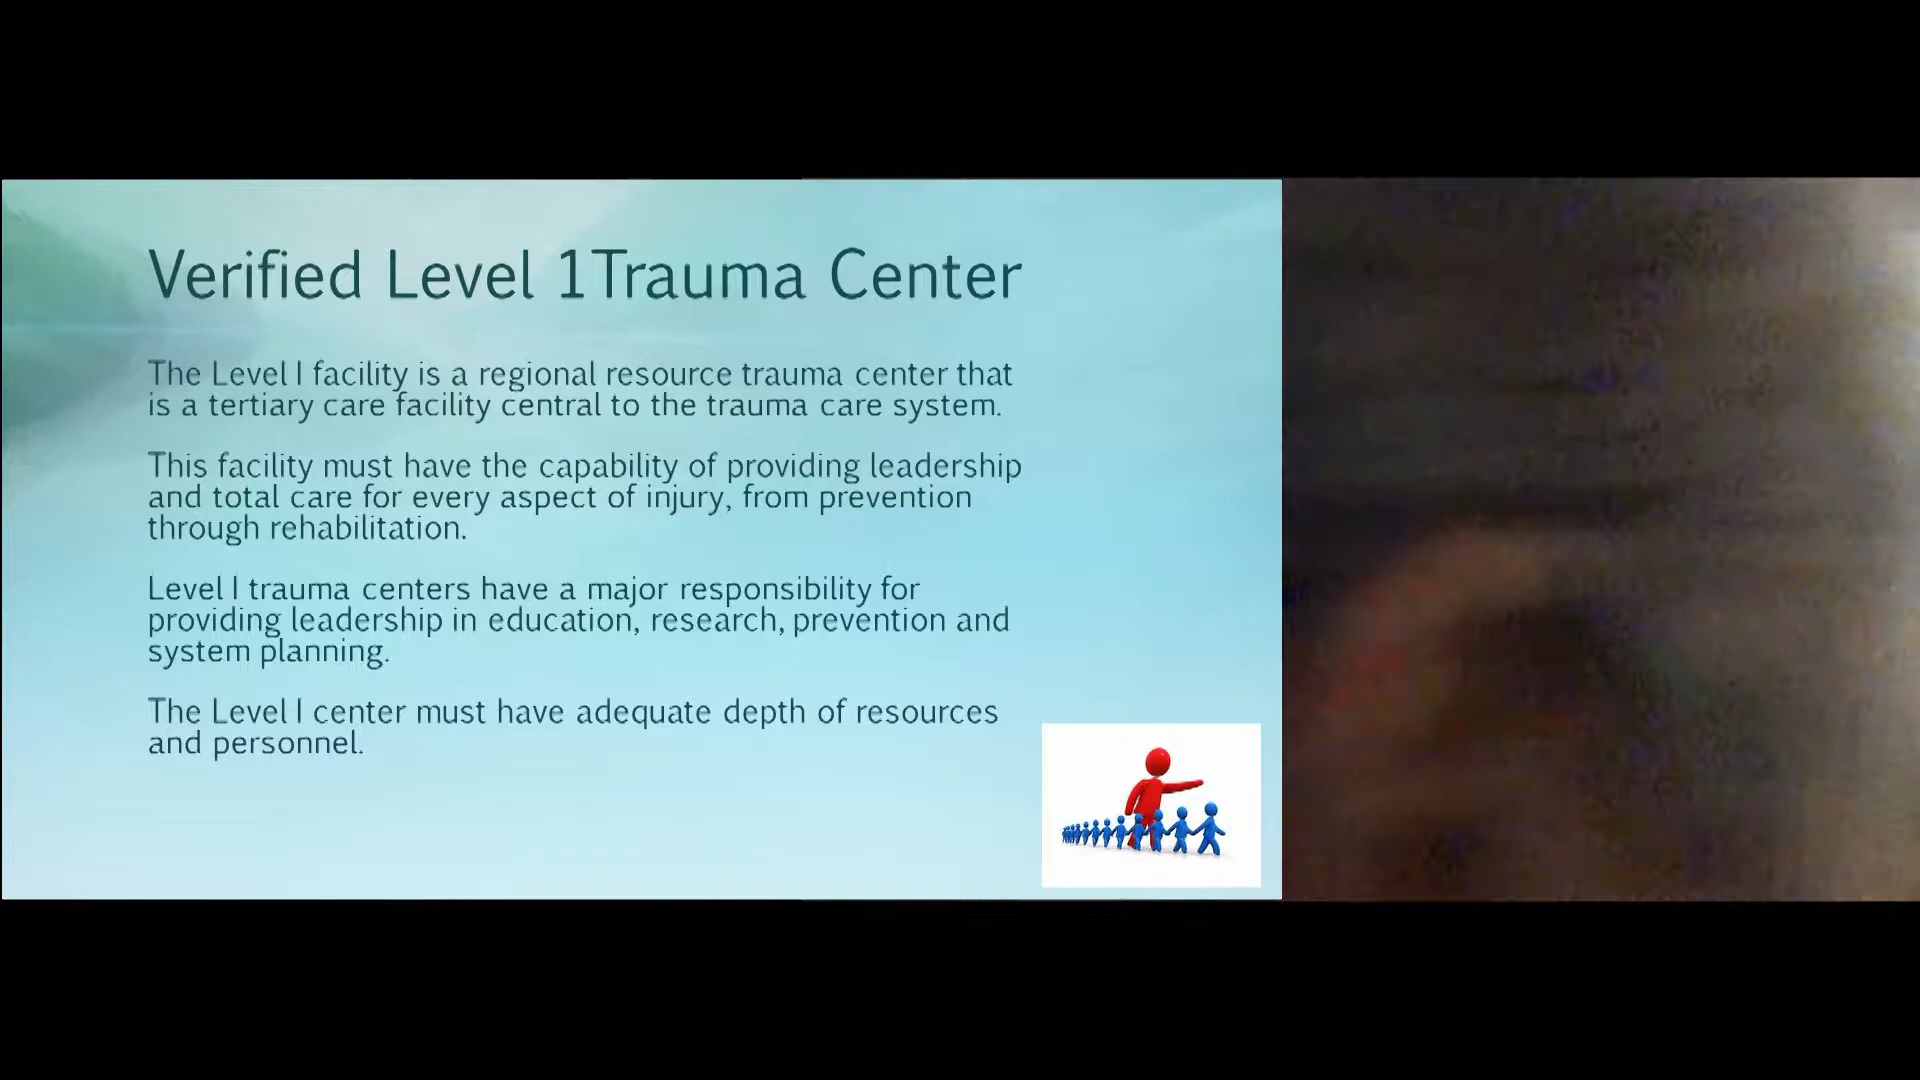 Verified Level 1Trauma Center
The Level I facility is a regional resource trauma center that
is a tertiary care facility central to the trauma care system.
This facility must have the capability of providing leadership
and total care for every aspect of injury, from prevention
through rehabilitation.
Level I trauma centers have a major responsibility for
providing leadership in education, research, prevention and
system planning.
The Level I center must have adequate depth of resources
and personnel.